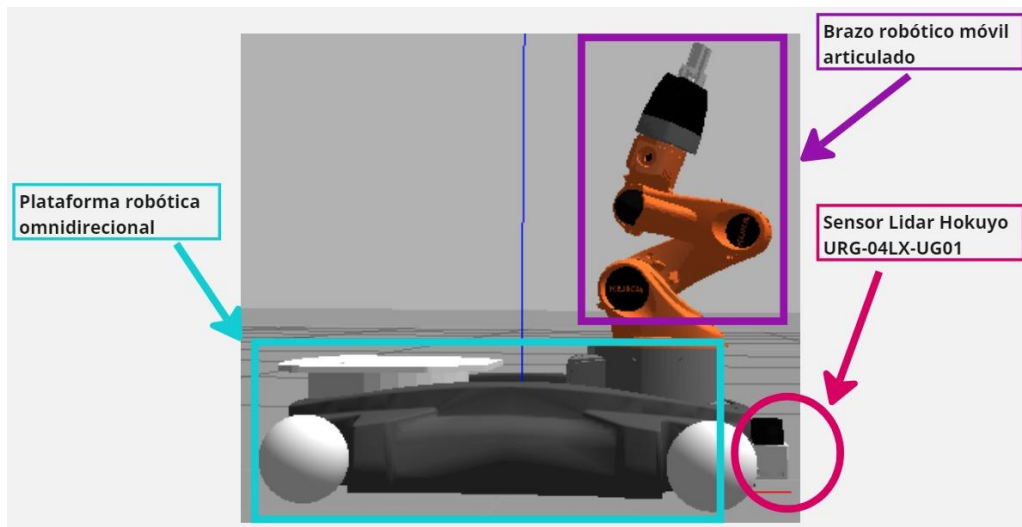 Brazo robótico móvil
articulado
Plataforma robótica
omnidirecional
Sensor Lidar Hokuyo
URG-04LX-UG01